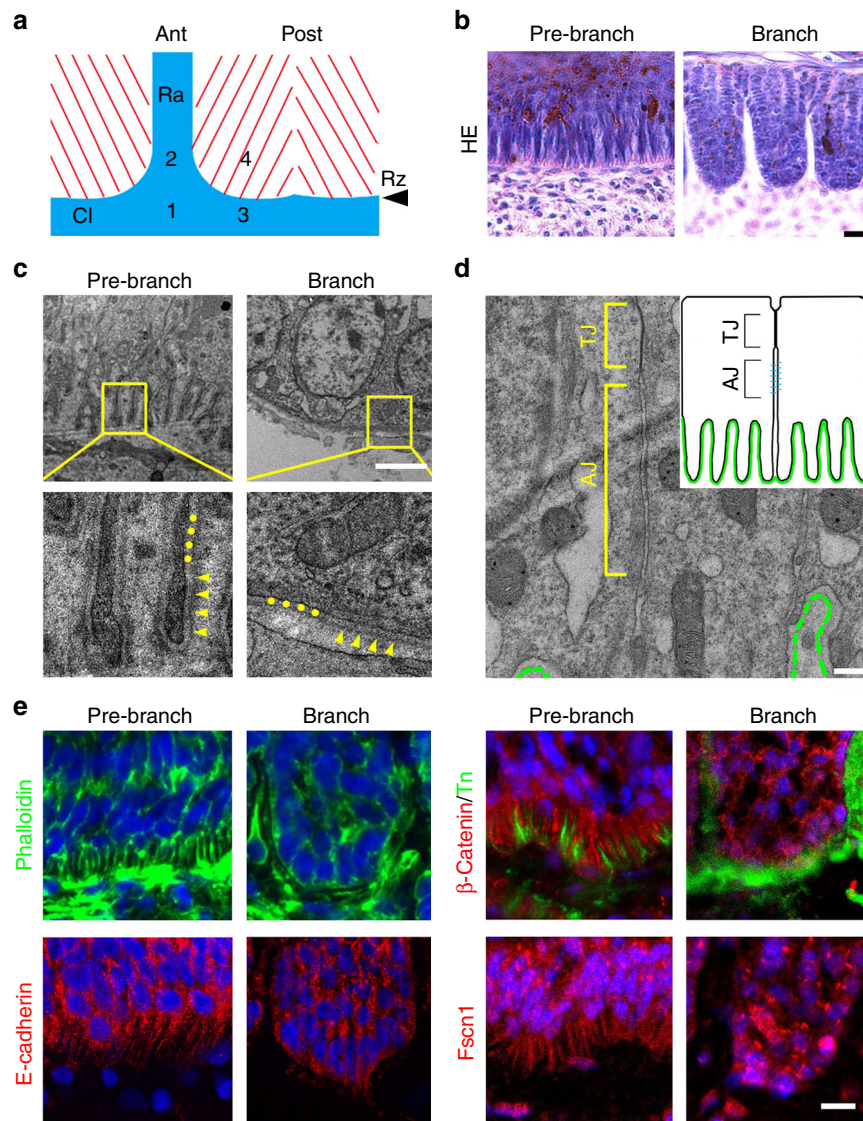 a
Ant
Post
Ra
2
4
Rz
Cl
1
3
b
Pre-branch
Branch
HE
c
Pre-branch
Branch
d
TJ
AJ
TJ
AJ
e
Pre-branch
Branch
Pre-branch
Branch
Phalloidin
β-Catenin/Tn
E-cadherin
Fscn1